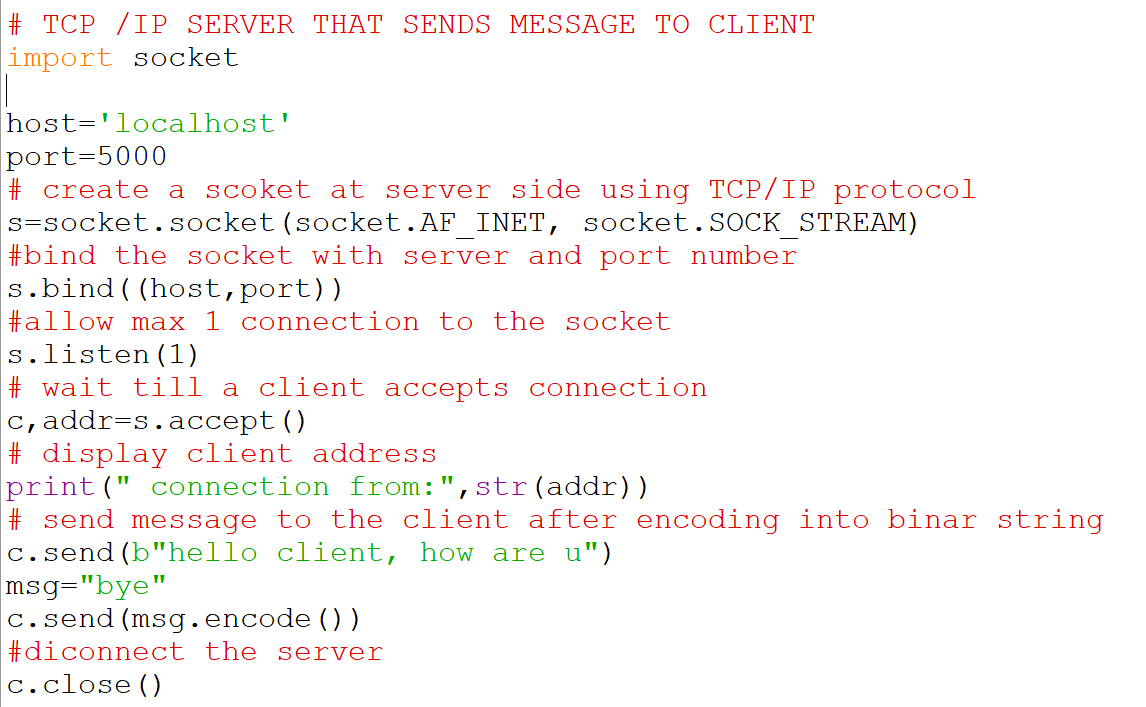 # TCP /IP SERVER THAT SENDS MESSAGE TO CLIENT
import socket
host='localhost'
port=5000
# create a scoket at server side using TCP/IP protocol
s=socket.socket(socket.AF_INET, socket.SOCK_STREAM)
#bind the socket with server and port number
s.bind((host,port))
#allow max 1 connection to the socket
s.listen(1)
# wait till a client accepts connection
c,addr=s.accept()
# display client address
print(" connection from:",str(addr))
# send message to the client after encoding into binar string
c.send(b"hello client, how are u")
msg="bye"
c.send(msg.encode())
#diconnect the server
c.close()